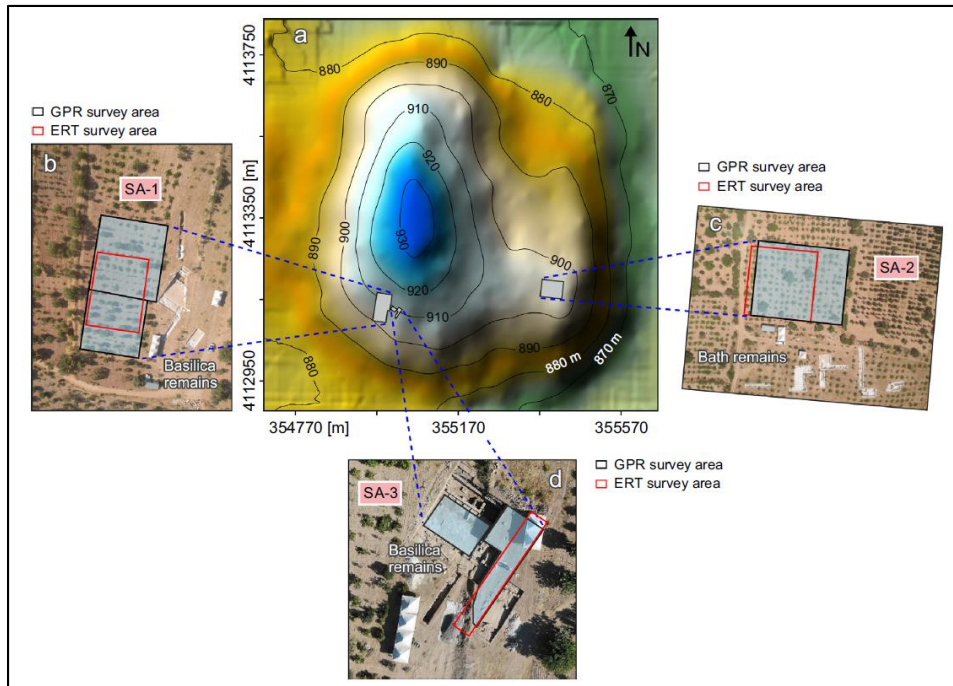 a
N
4113750
4113350
4112950
354770 [m]
355170
355570
880
890
880
870
910
920
930
890
900
920
910
900
890
880 m
870 m
880
GPR survey area
ERT survey area
b
SA-1
Basilica
remains
GPR survey area
ERT survey area
c
SA-2
Bath remains
GPR survey area
ERT survey area
d
SA-3
Basilica
remains